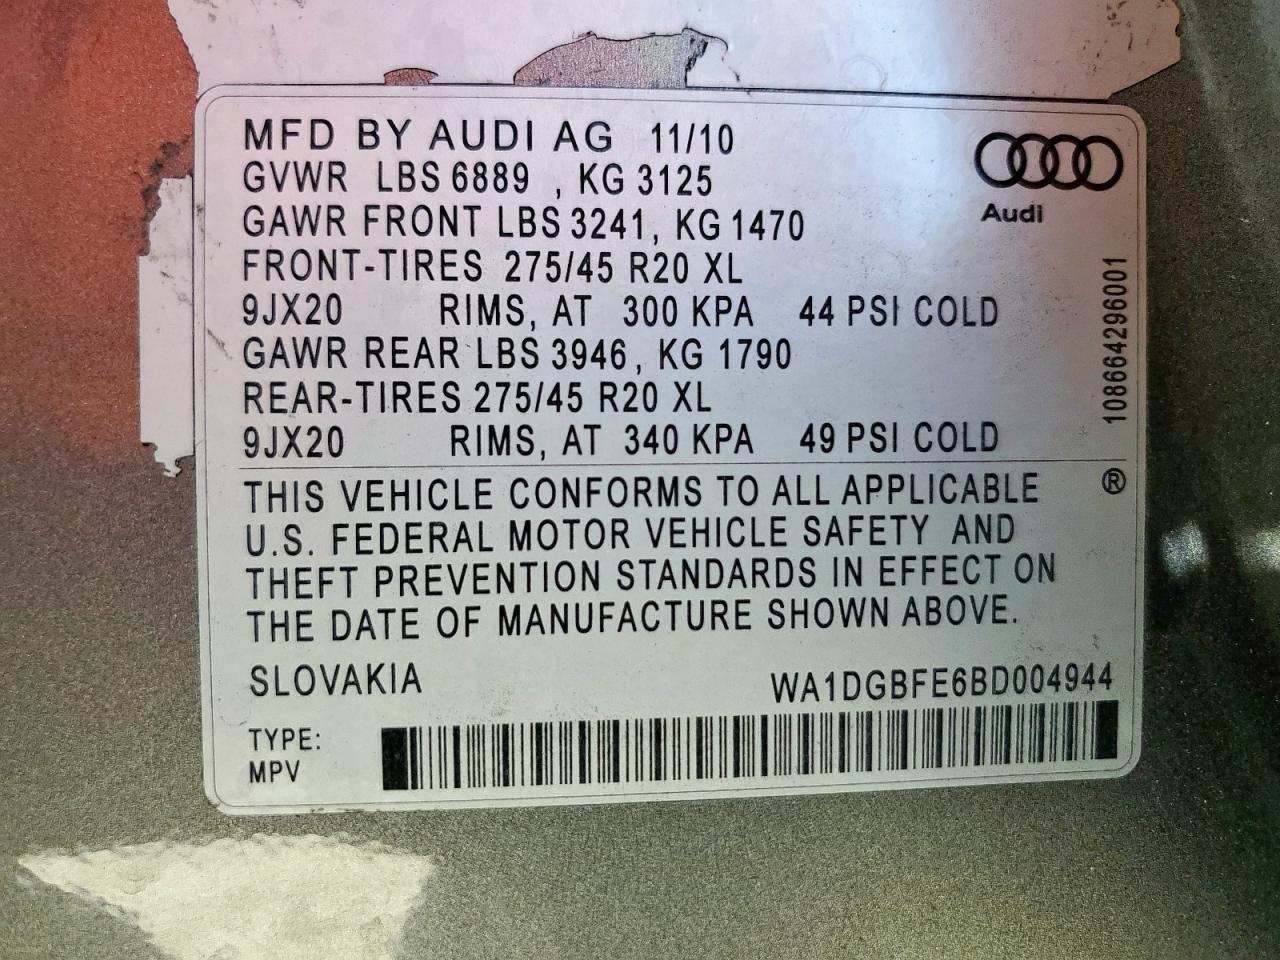 MFD BY AUDI AG 11/10
GVWR LBS 6889 , KG 3125
GAWR FRONT LBS 3241, KG 1470
Audi
FRONT-TIRES 275/45 R20 XL
9JX20 RIMS, AT 300 KPA 44 PSI COLD
GAWR REAR LBS 3946, KG 1790
REAR-TIRES 275/45 R20 XL
9JX20 RIMS, AT 340 KPA 49 PSI COLD
108664296001
THIS VEHICLE CONFORMS TO ALL APPLICABLE ®
U.S. FEDERAL MOTOR VEHICLE SAFETY AND
THEFT PREVENTION STANDARDS IN EFFECT ON
THE DATE OF MANUFACTURE SHOWN ABOVE.
SLOVAKIA WA1DGBFE6BD004944
TYPE:
MPV